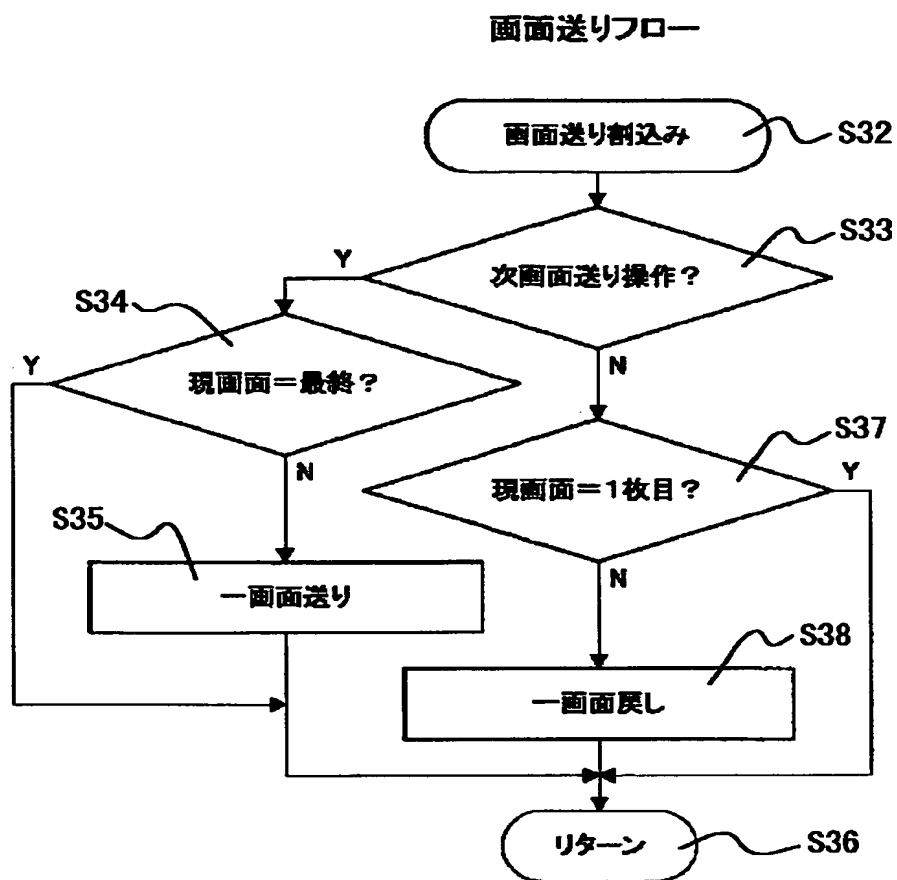 画面送りフロー
画面送り割込み
S32
次画面送り操作？
S33
Y
N
S34
現画面＝最終？
Y
N
現画面＝1枚目？
S37
Y
N
S35
一画面送り
S38
一画面戻し
リターン
S36